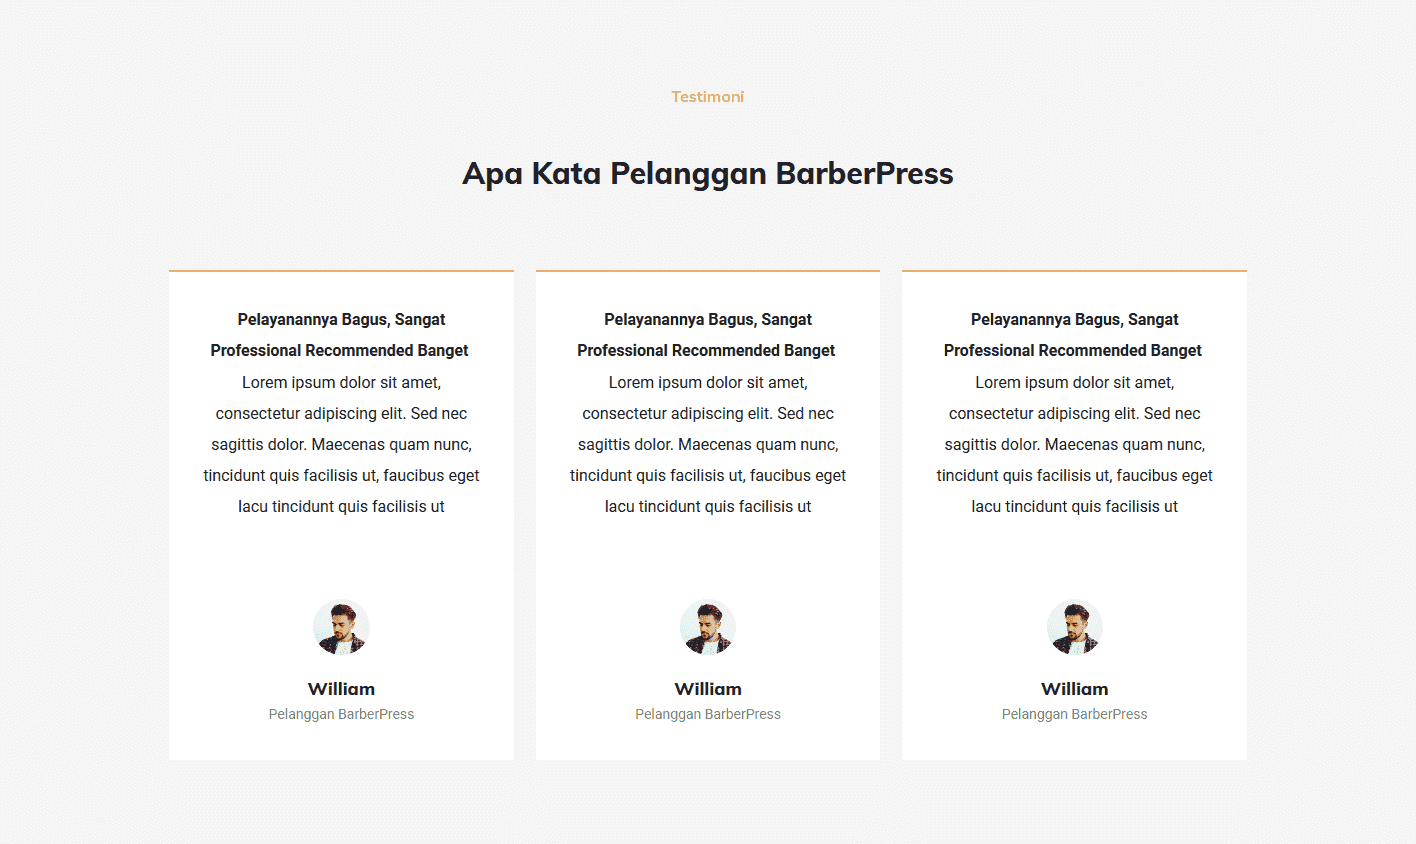 Testimoni
Apa Kata Pelanggan BarberPress
Pelayanannya Bagus, Sangat
Professional Recommended Banget
Lorem ipsum dolor sit amet,
consectetur adipiscing elit. Sed nec
sagittis dolor. Maecenas quam nunc,
tincidunt quis facilisis ut, faucibus eget
lacu tincidunt quis facilisis ut
William
Pelanggan BarberPress
Pelayanannya Bagus, Sangat
Professional Recommended Banget
Lorem ipsum dolor sit amet,
consectetur adipiscing elit. Sed nec
sagittis dolor. Maecenas quam nunc,
tincidunt quis facilisis ut, faucibus eget
lacu tincidunt quis facilisis ut
William
Pelanggan BarberPress
Pelayanannya Bagus, Sangat
Professional Recommended Banget
Lorem ipsum dolor sit amet,
consectetur adipiscing elit. Sed nec
sagittis dolor. Maecenas quam nunc,
tincidunt quis facilisis ut, faucibus eget
lacu tincidunt quis facilisis ut
William
Pelanggan BarberPress